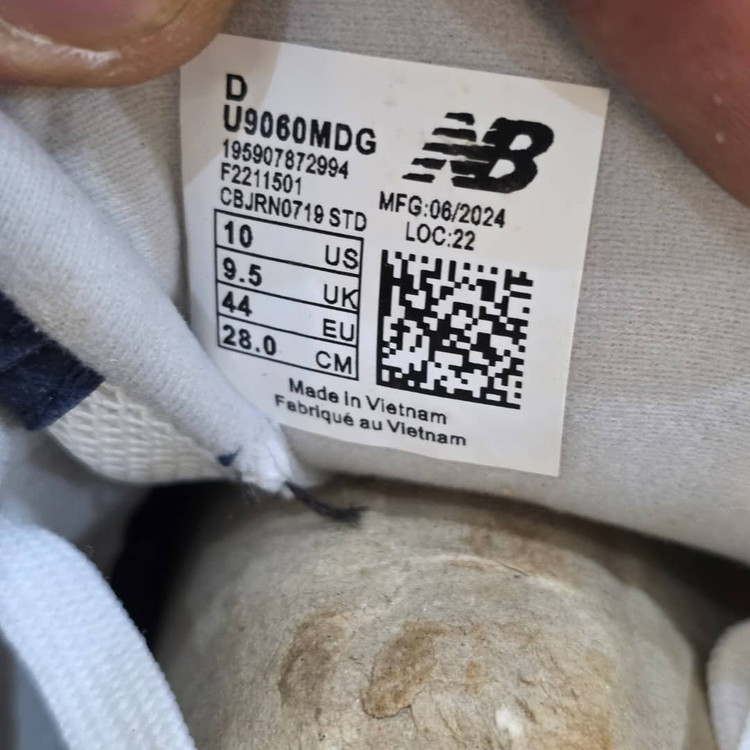 D
U9060MDG
195907872994
F2211501
CBJRN0719 STD
NB
MFG:06/2024
LOC:22
10 US
9.5 UK
44 EU
28.0 CM
Made in Vietnam
Fabriqué au Vietnam